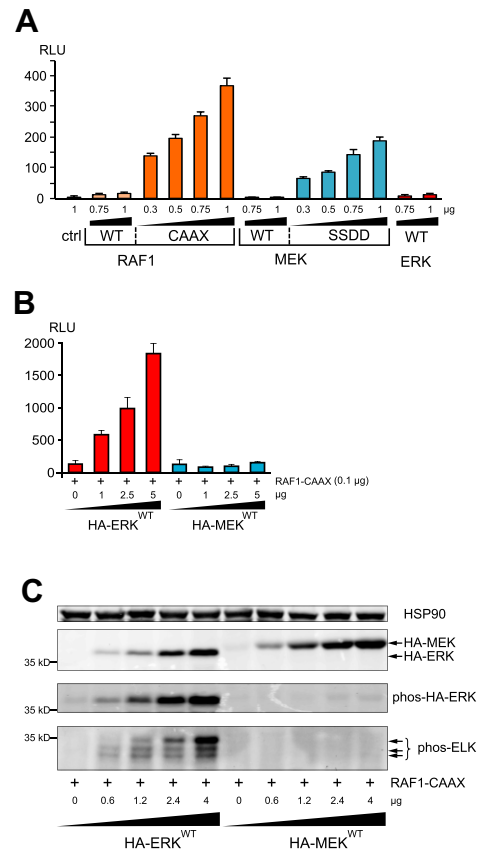 A
RLU
400
300
200
100
0
1 0.75 1 0.3 0.5 0.75 1 0.75 1 0.3 0.5 0.75 1 0.75 1 µg
ctrl WT CAAX WT SSDD WT
RAF1 MEK ERK
B
RLU
2000
1500
1000
500
0
+ + + + + + + + RAF1-CAAX (0.1 µg)
0 1 2.5 5 0 1 2.5 5 µg
HA-ERK WT HA-MEK WT
C
HSP90
HA-MEK
HA-ERK
35 kD
phos-HA-ERK
35 kD
35 kD
phos-ELK
+ + + + + + + + + + RAF1-CAAX
0 0.6 1.2 2.4 4 0 0.6 1.2 2.4 4 µg
HA-ERK WT HA-MEK WT